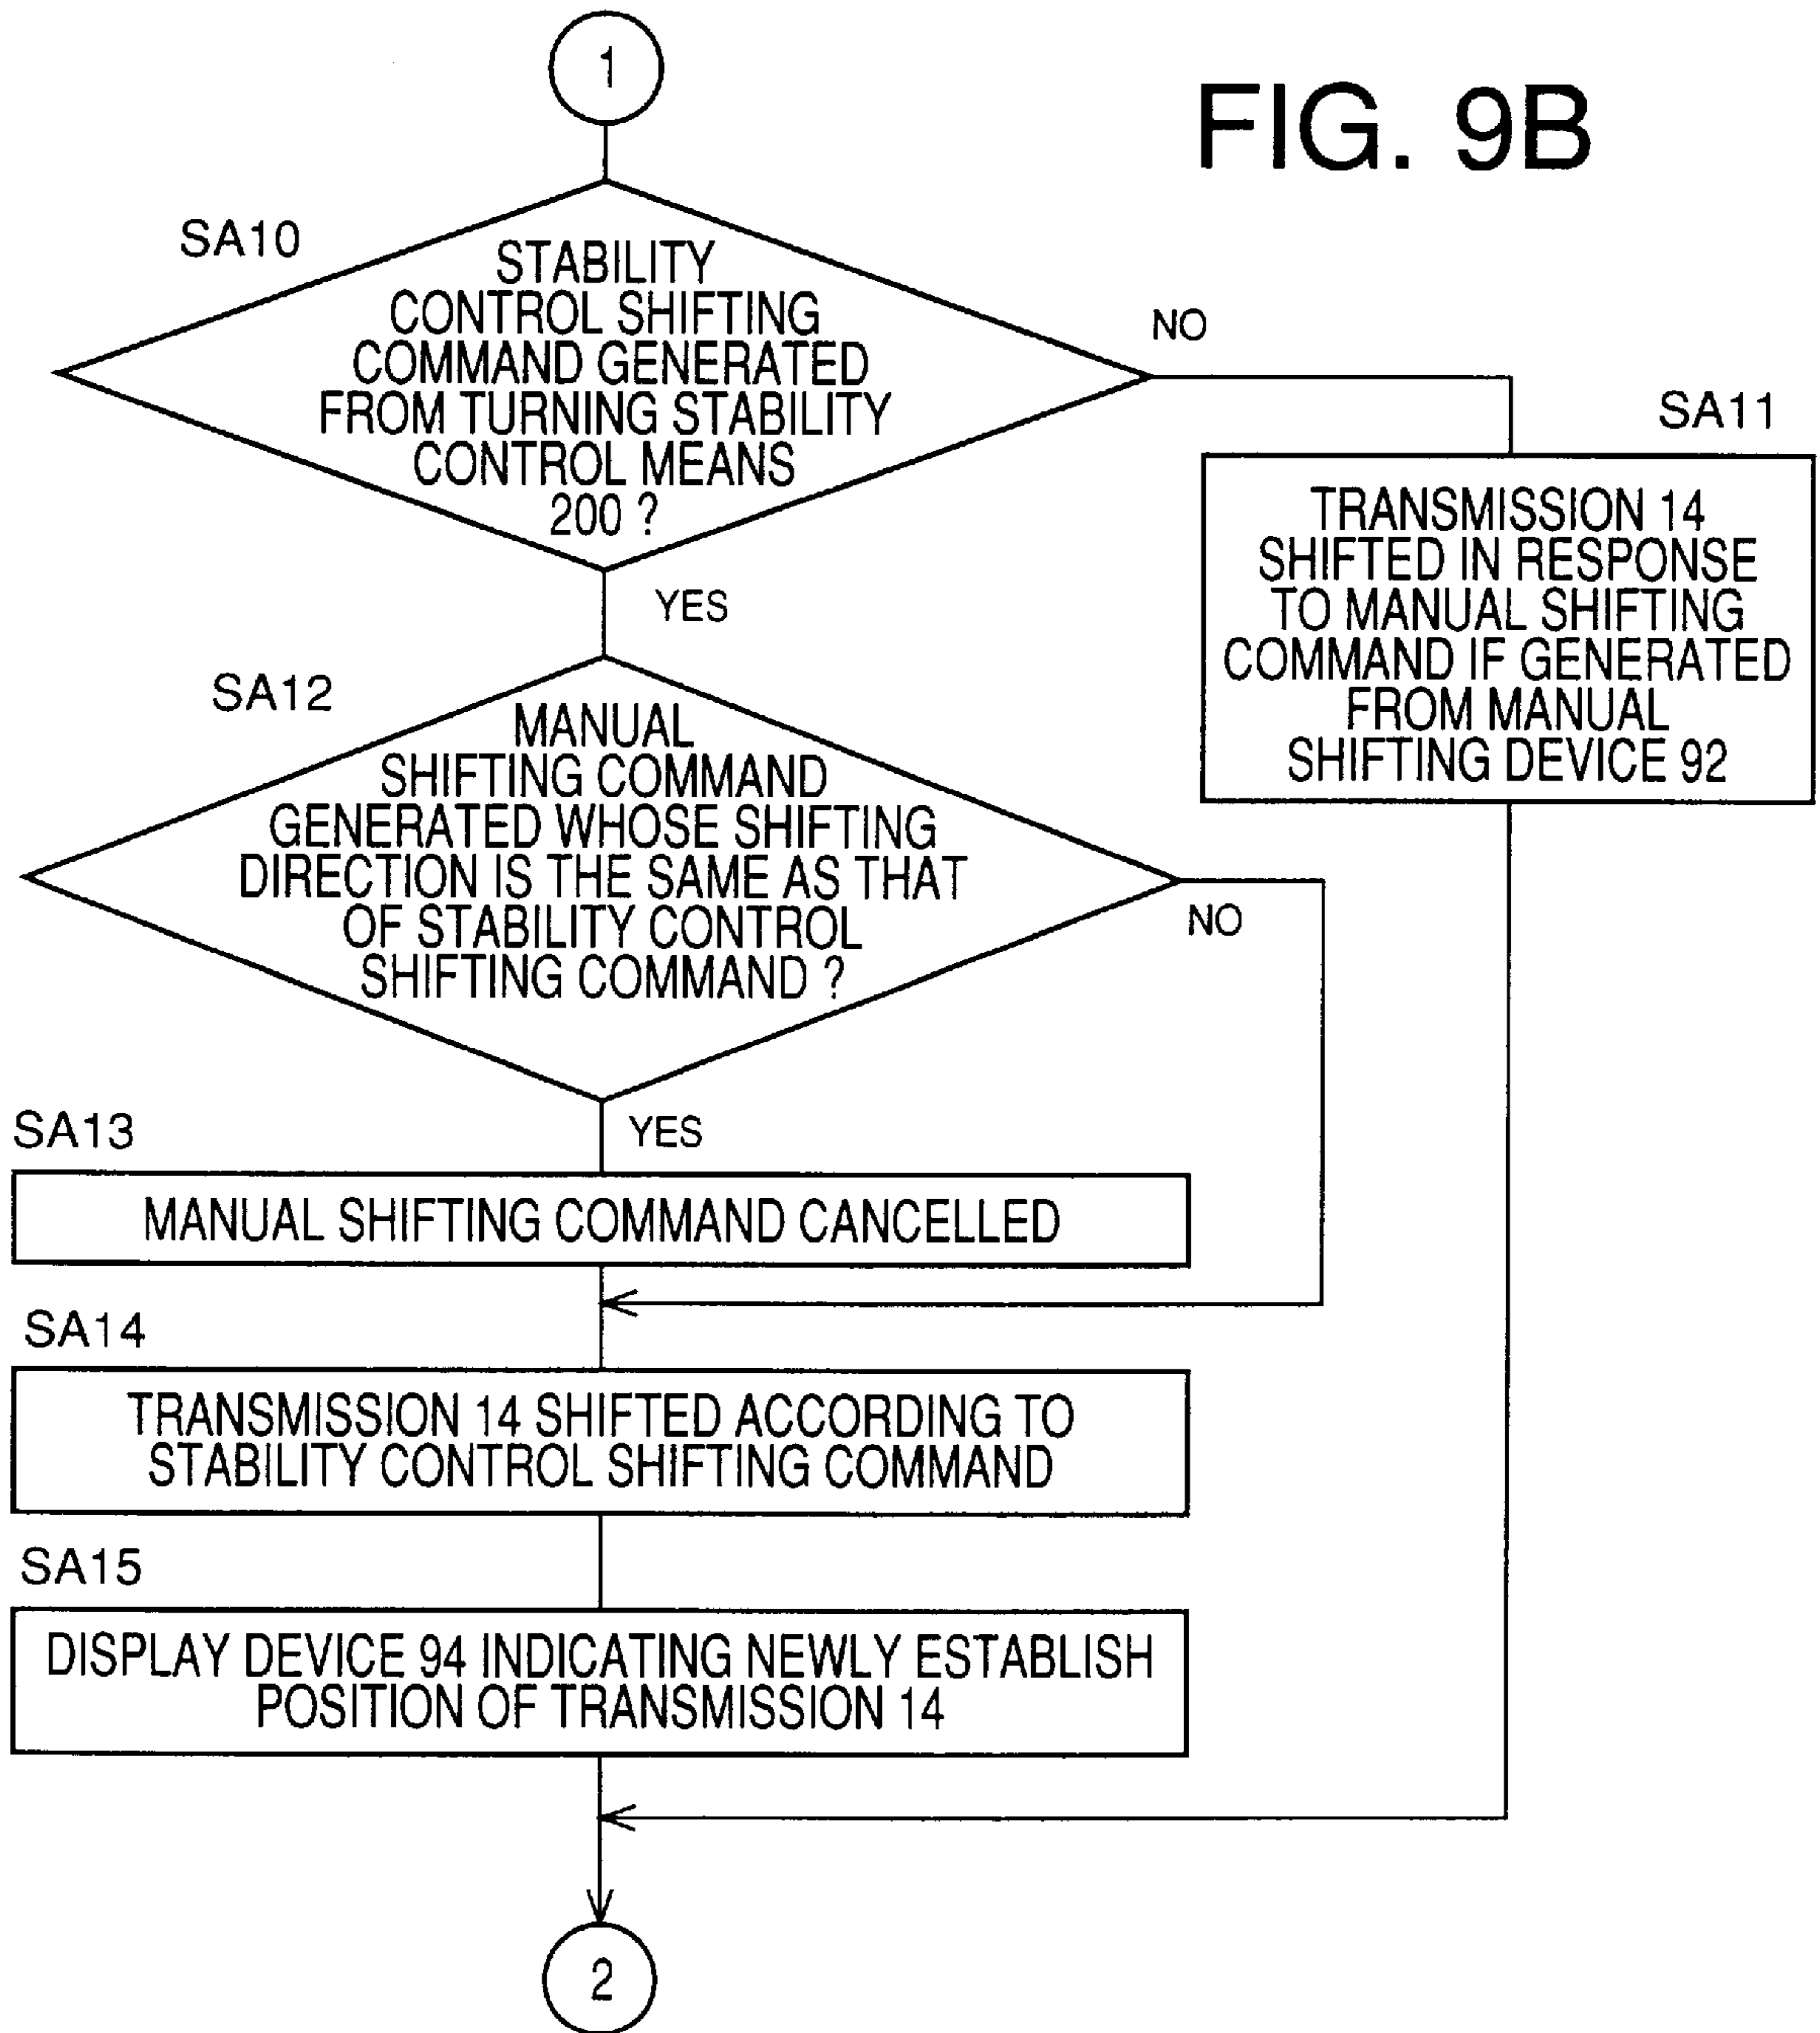 1
FIG. 9B
SA10
STABILITY
CONTROL SHIFTING
COMMAND GENERATED
FROM TURNING STABILITY
CONTROL MEANS
200 ?
NO
YES
SA11
TRANSMISSION 14
SHIFTED IN RESPONSE
TO MANUAL SHIFTING
COMMAND IF GENERATED
FROM MANUAL
SHIFTING DEVICE 92
SA12
MANUAL
SHIFTING COMMAND
GENERATED WHOSE SHIFTING
DIRECTION IS THE SAME AS THAT
OF STABILITY CONTROL
SHIFTING COMMAND ?
NO
YES
SA13
MANUAL SHIFTING COMMAND CANCELLED
SA14
TRANSMISSION 14 SHIFTED ACCORDING TO
STABILITY CONTROL SHIFTING COMMAND
SA15
DISPLAY DEVICE 94 INDICATING NEWLY ESTABLISH
POSITION OF TRANSMISSION 14
2